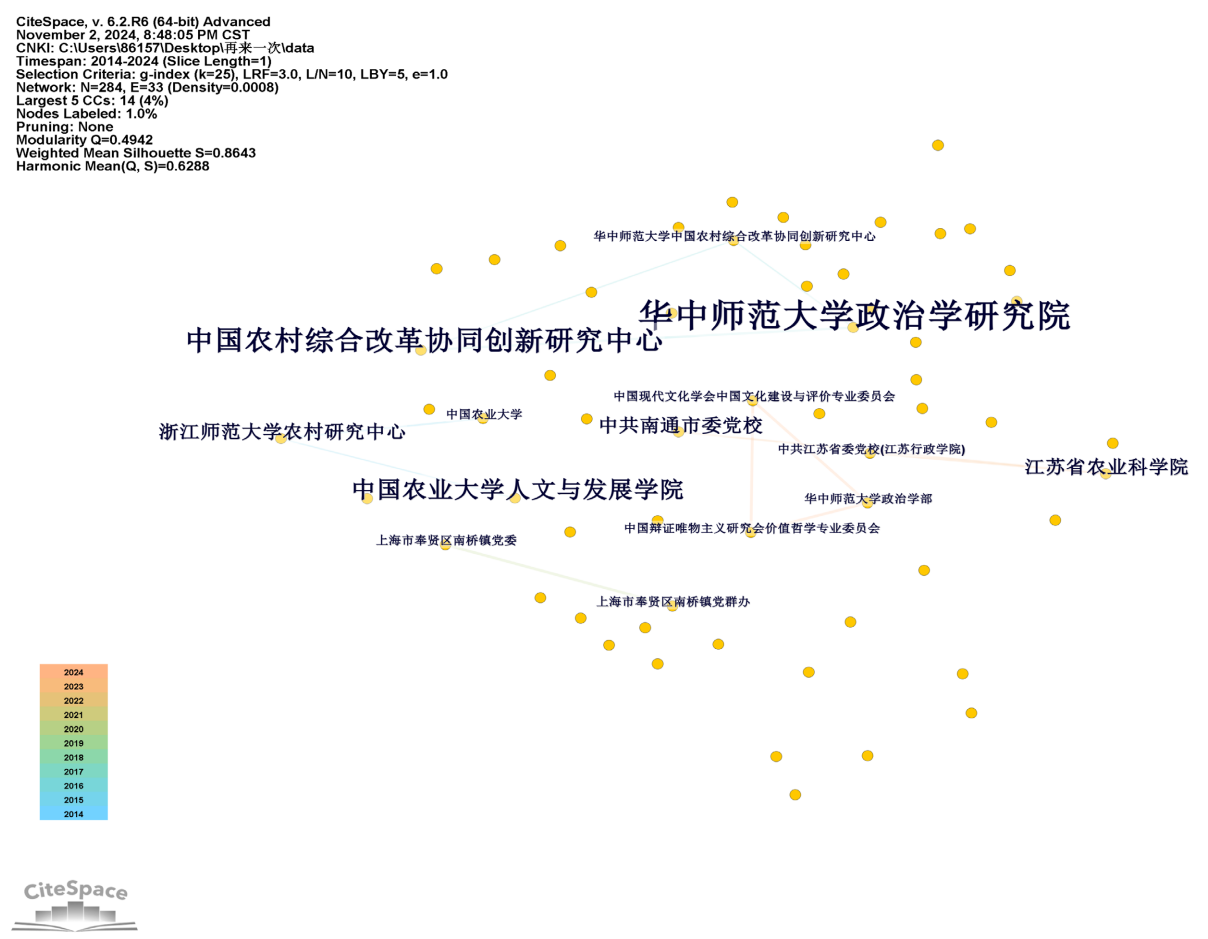 CiteSpace, v. 6.2.R6 (64-bit) Advanced
November 2, 2024, 8:48:05 PM CST
CNKI: C:\Users\86157\Desktop\再来一次\data
Timespan: 2014-2024 (Slice Length=1)
Selection Criteria: g-index (k=25), LRF=3.0, L/N=10, LBY=5, e=1.0
Network: N=284, E=33 (Density=0.0008)
Largest 5 CCs: 14 (4%)
Nodes Labeled: 1.0%
Pruning: None
Modularity Q=0.4942
Weighted Mean Silhouette S=0.8643
Harmonic Mean(Q, S)=0.6288
华中师范大学中国农村综合改革协同创新研究中心
华中师范大学政治学研究院
中国农村综合改革协同创新研究中心
中国现代文化学会中国文化建设与评价专业委员会
中国农业大学
中共南通市委党校
浙江师范大学农村研究中心
中共江苏省委党校(江苏行政学院)
江苏省农业科学院
中国农业大学人文与发展学院
华中师范大学政治学部
中国辩证唯物主义研究会价值哲学专业委员会
上海市奉贤区南桥镇党委
上海市奉贤区南桥镇党群办
2024
2023
2022
2021
2020
2019
2018
2017
2016
2015
2014
CiteSpace